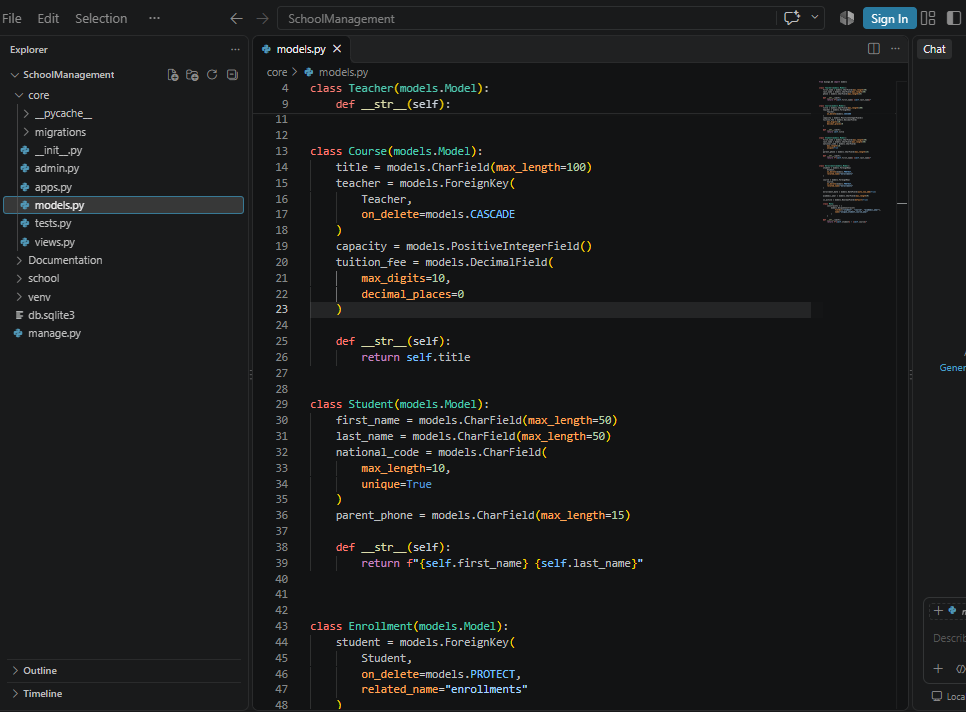 File Edit Selection ···
SchoolManagement
Sign In
Explorer
SchoolManagement
core
__pycache__
migrations
__init__.py
admin.py
apps.py
models.py
tests.py
views.py
Documentation
school
venv
db.sqlite3
manage.py
Outline
Timeline
models.py
core > models.py
4 class Teacher(models.Model):
9     def __str__(self):
11
12
13 class Course(models.Model):
14     title = models.CharField(max_length=100)
15     teacher = models.ForeignKey(
16         Teacher,
17         on_delete=models.CASCADE
18     )
19     capacity = models.PositiveIntegerField()
20     tuition_fee = models.DecimalField(
21         max_digits=10,
22         decimal_places=0
23     )
24
25     def __str__(self):
26         return self.title
27
28
29 class Student(models.Model):
30     first_name = models.CharField(max_length=50)
31     last_name = models.CharField(max_length=50)
32     national_code = models.CharField(
33         max_length=10,
34         unique=True
35     )
36     parent_phone = models.CharField(max_length=15)
37
38     def __str__(self):
39         return f"{self.first_name} {self.last_name}"
40
41
42
43 class Enrollment(models.Model):
44     student = models.ForeignKey(
45         Student,
46         on_delete=models.PROTECT,
47         related_name="enrollments"
48     )
Chat
Gener
Describ
Loca